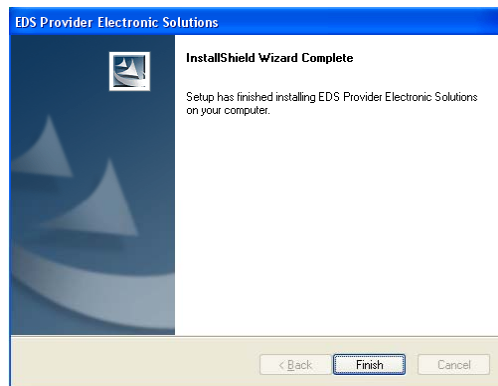 EDS Provider Electronic Solutions
InstallShield Wizard Complete
Setup has finished installing EDS Provider Electronic Solutions
on your computer.
< Back
Finish
Cancel